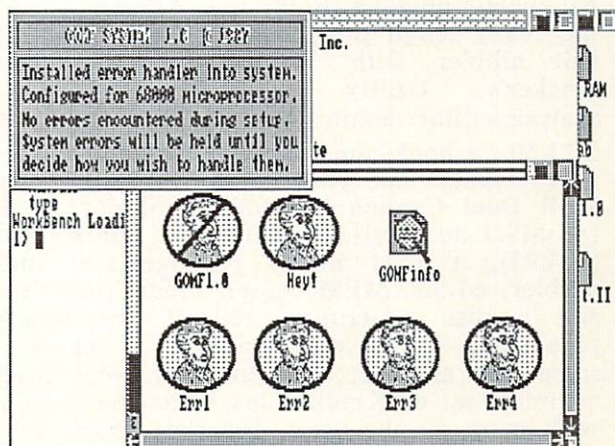 GOMF SYSTEM 1.0 ©1987
Installed error handler into system.
Configured for 68000 microprocessor.
No errors encountered during setup.
System errors will be held until you
decide how you wish to handle them.
Inc.
RAM
te
type
WorkBench Loadi
1>
GOMF1.0
Hey!
GOMFinfo
1.0
t.II
Err1
Err2
Err3
Err4